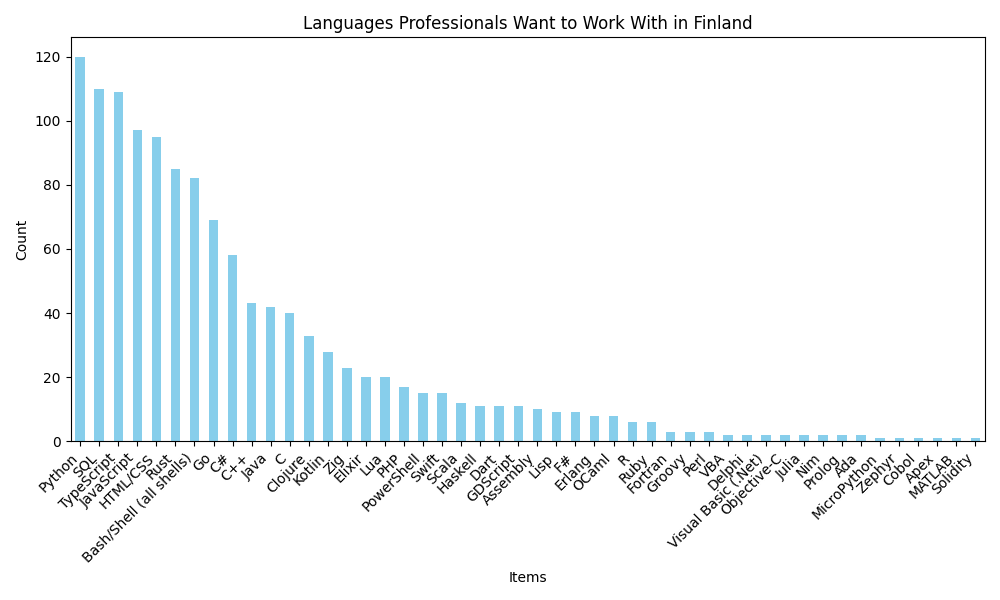 Languages Professionals Want to Work With in Finland
Count
120
100
80
60
40
20
0
Python
SQL
TypeScript
JavaScript
HTML/CSS
Rust
Bash/Shell (all shells)
Go
C#
C++
Java
C
Clojure
Kotlin
Zig
Elixir
Lua
PHP
PowerShell
Swift
Scala
Haskell
Dart
GDScript
Assembly
Lisp
F#
Erlang
OCaml
R
Ruby
Fortran
Groovy
Perl
VBA
Delphi
Visual Basic (.Net)
Objective-C
Julia
Nim
Prolog
Ada
MicroPython
Zephyr
Cobol
Apex
MATLAB
Solidity
Items